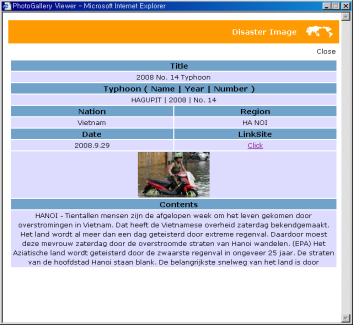 PhotoGallery Viewer - Microsoft Internet Explorer
Disaster Image
Close
Title
2008 No. 14 Typhoon
Typhoon ( Name | Year | Number )
HAGUPIT | 2008 | No. 14
Nation Region
Vietnam HA NOI
Date LinkSite
2008.9.29 Click
Contents
HANOI - Tientallen mensen zijn de afgelopen week om het leven gekomen door
overstromingen in Vietnam. Dat heeft de Vietnamese overheid zaterdag bekendgemaakt.
Het land wordt al meer dan een dag geteisterd door extreme regenval. Daardoor moest
deze mevrouw zaterdag door de overstroomde straten van Hanoi wandelen. (EPA) Het
Aziatische land wordt geteisterd door de zwaarste regenval in ongeveer 25 jaar. De straten
van de hoofdstad Hanoi staan blank. De belangrijkste snelweg van het land is door